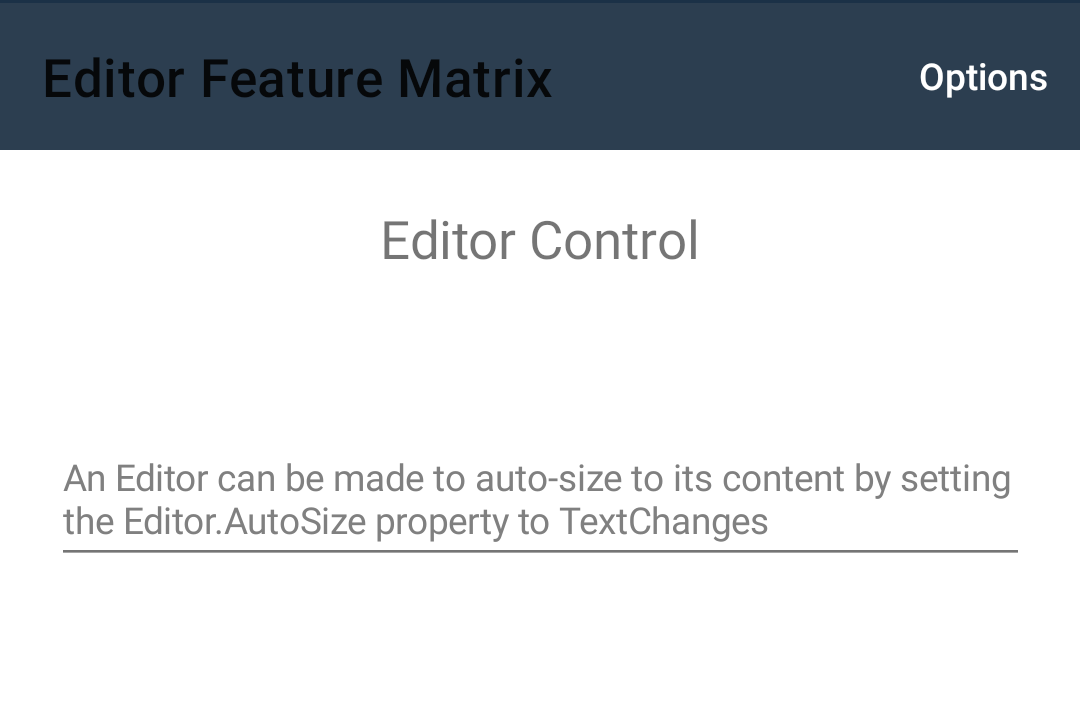 Editor Feature Matrix
Options
Editor Control
An Editor can be made to auto-size to its content by setting
the Editor.AutoSize property to TextChanges